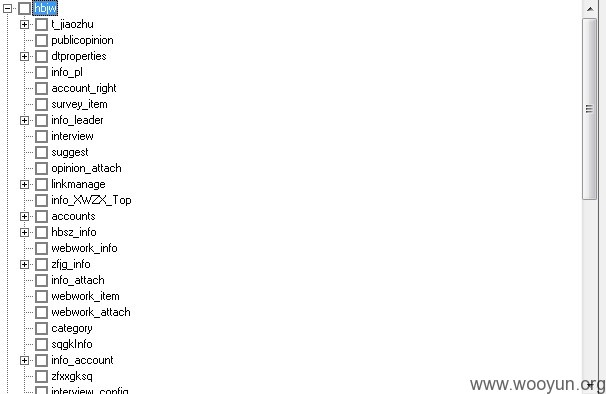 hbjw
t_jiaozhu
publicopinion
dtproperties
info_pl
account_right
survey_item
info_leader
interview
suggest
opinion_attach
linkmanage
info_XWZX_Top
accounts
hbsz_info
webwork_info
zfjg_info
info_attach
webwork_item
webwork_attach
category
sqgkInfo
info_account
zfxxgksq
interview_config
www.wooyun.org